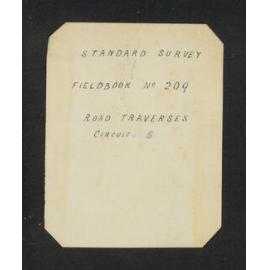 STANDARD SURVEY
FIELDBOOK No 209
ROAD TRAVERSES
CIRCUIT 5